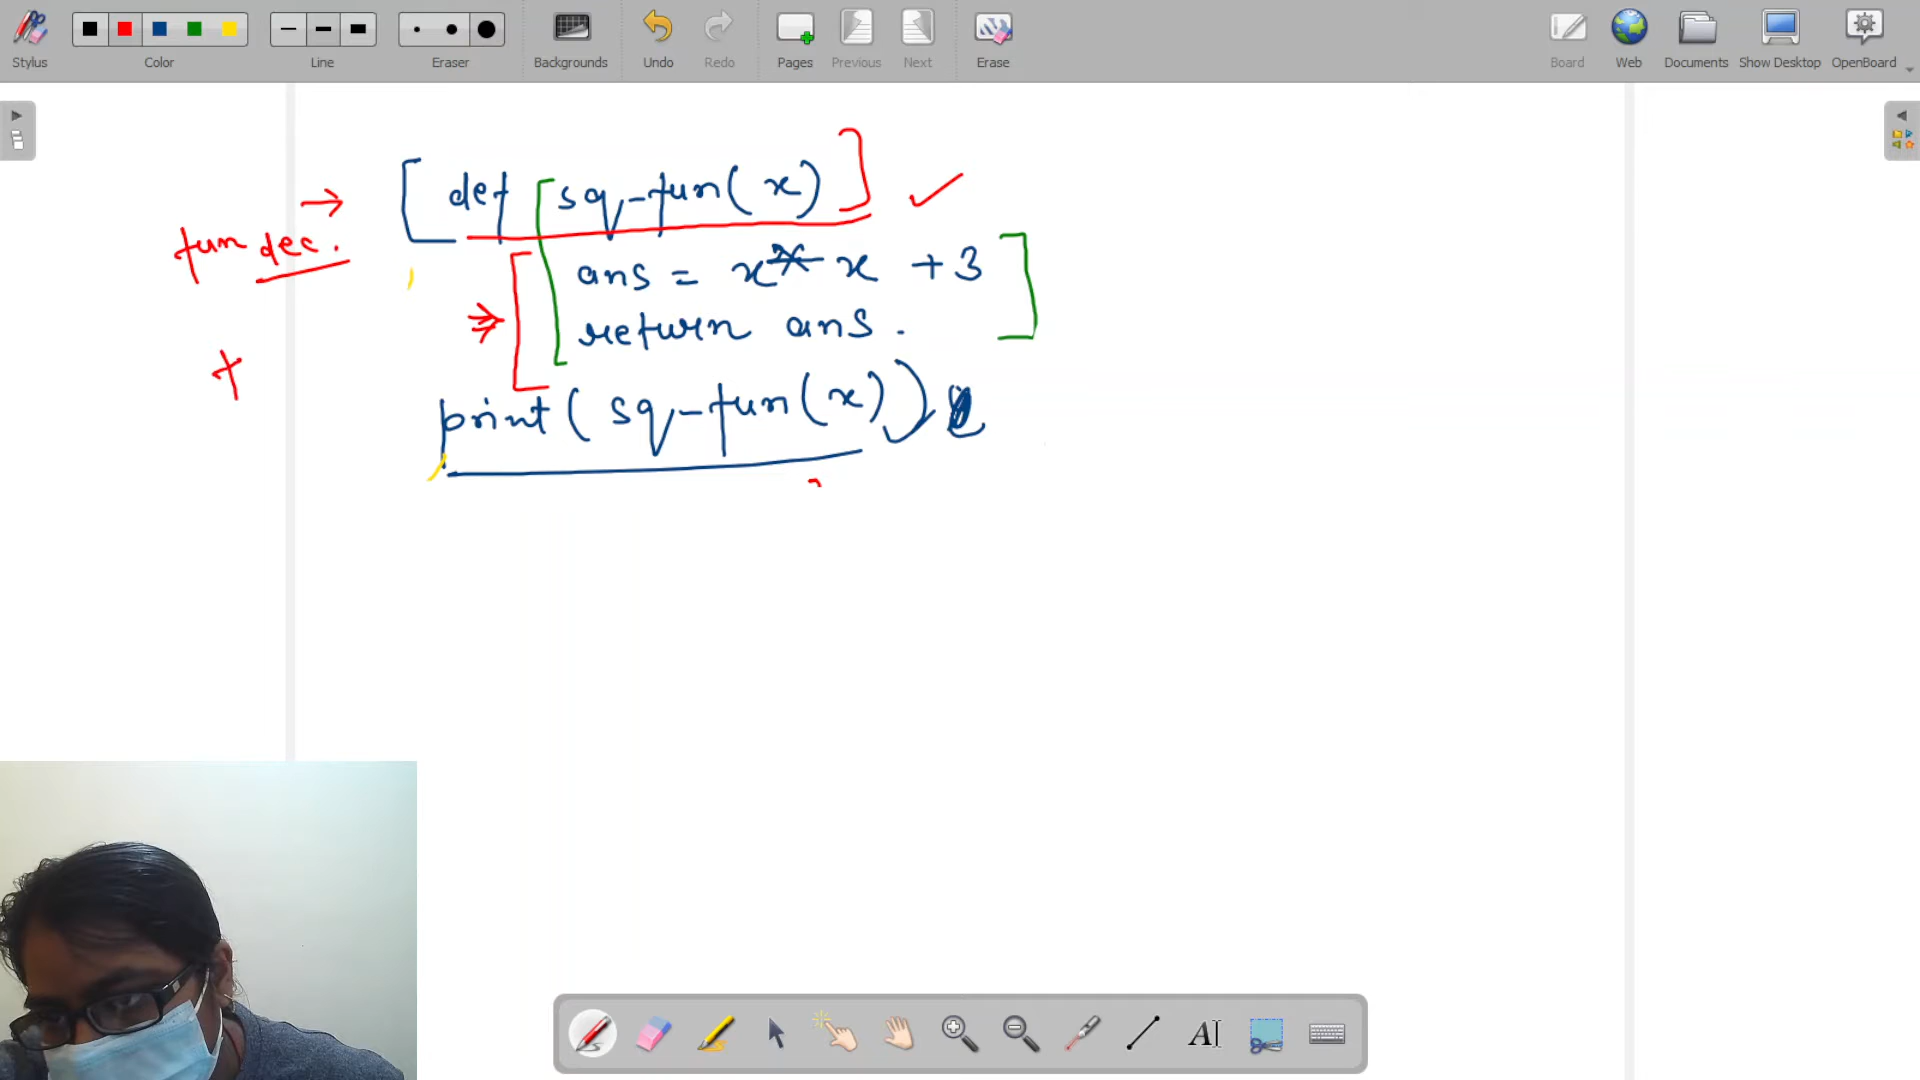 Stylus
Color
Line
Eraser
Backgrounds
Undo
Redo
Pages
Previous
Next
Erase
Board
Web
Documents
Show Desktop
OpenBoard
def sq-fun(x)
fun dec.
ans = x * x + 3
return ans.
print(sq-fun(x))